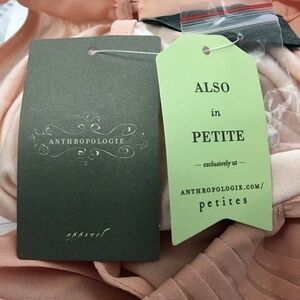 ANTHROPOLOGIE
apparel
ALSO
in
PETITE
— exclusively at —
ANTHROPOLOGIE.COM/
petites